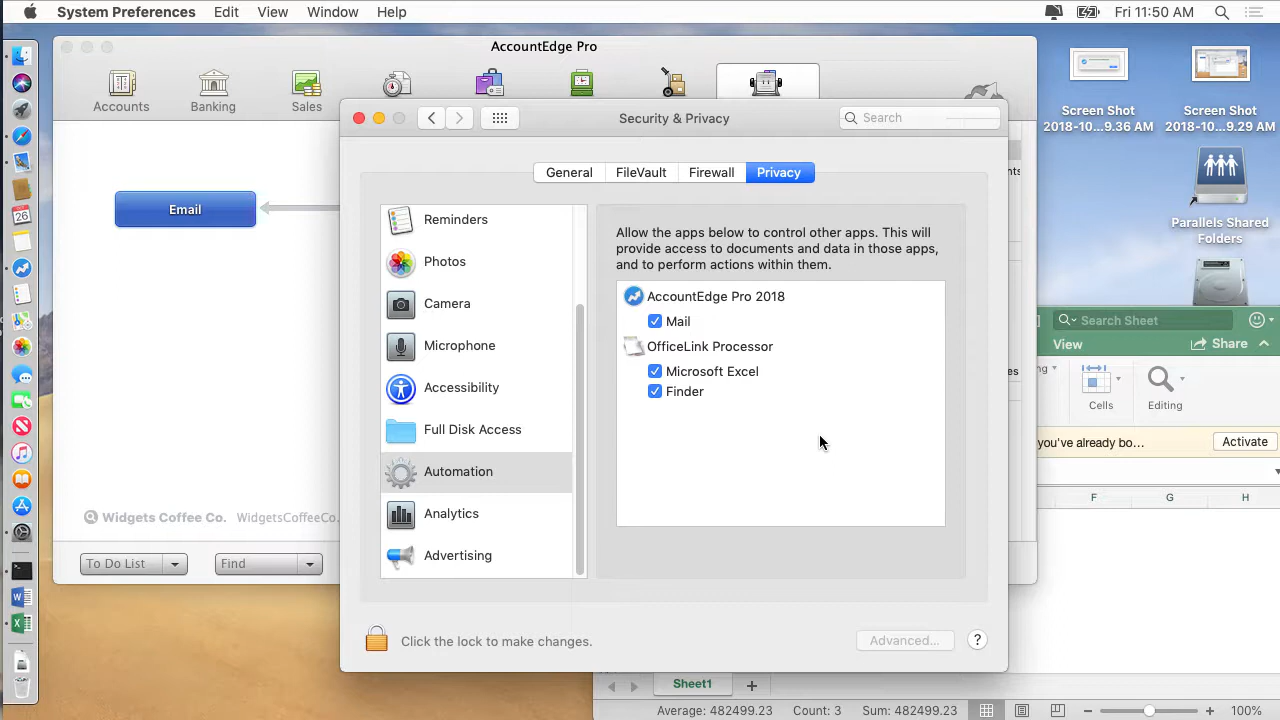 System Preferences Edit View Window Help
Fri 11:50 AM
AccountEdge Pro
Accounts
Banking
Sales
Email
Widgets Coffee Co. WidgetsCoffeeCo.
To Do List
Find
Security & Privacy
Search
General
FileVault
Firewall
Privacy
Reminders
Photos
Camera
Microphone
Accessibility
Full Disk Access
Automation
Analytics
Advertising
Allow the apps below to control other apps. This will
provide access to documents and data in those apps,
and to perform actions within them.
AccountEdge Pro 2018
Mail
OfficeLink Processor
Microsoft Excel
Finder
Click the lock to make changes.
Advanced...
?
Screen Shot
2018-10...9.36 AM
Screen Shot
2018-10...9.29 AM
Parallels Shared
Folders
26
Search Sheet
View
Share
Cells
Editing
you've already bo...
Activate
F G H
Sheet1
Average: 482499.23 Count: 3 Sum: 482499.23
100%